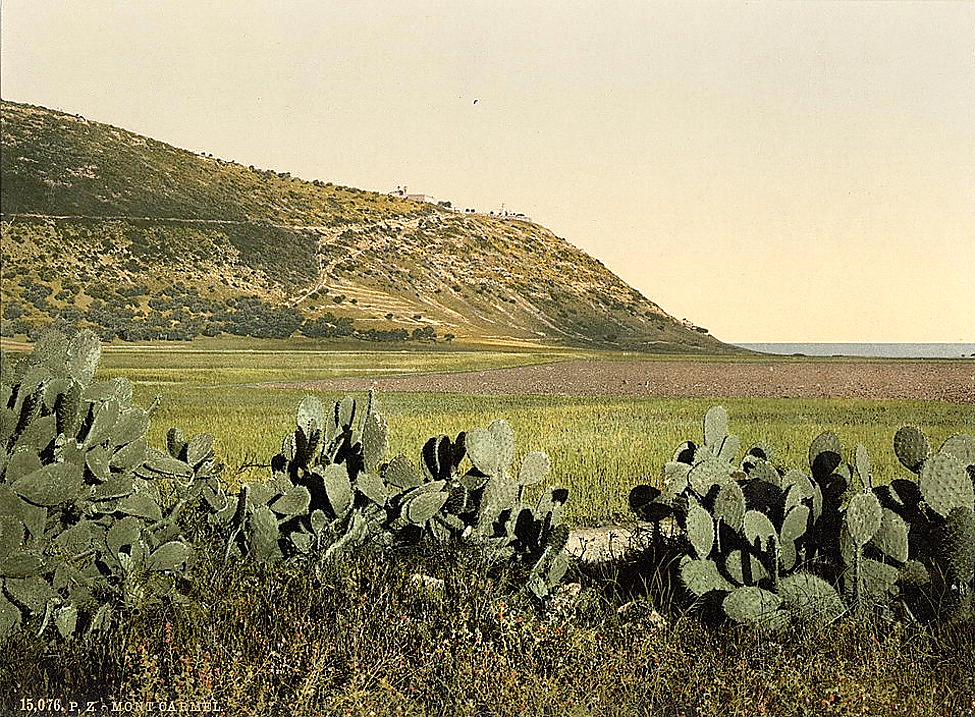 15,076. P. Z. - MONT CARMEL.